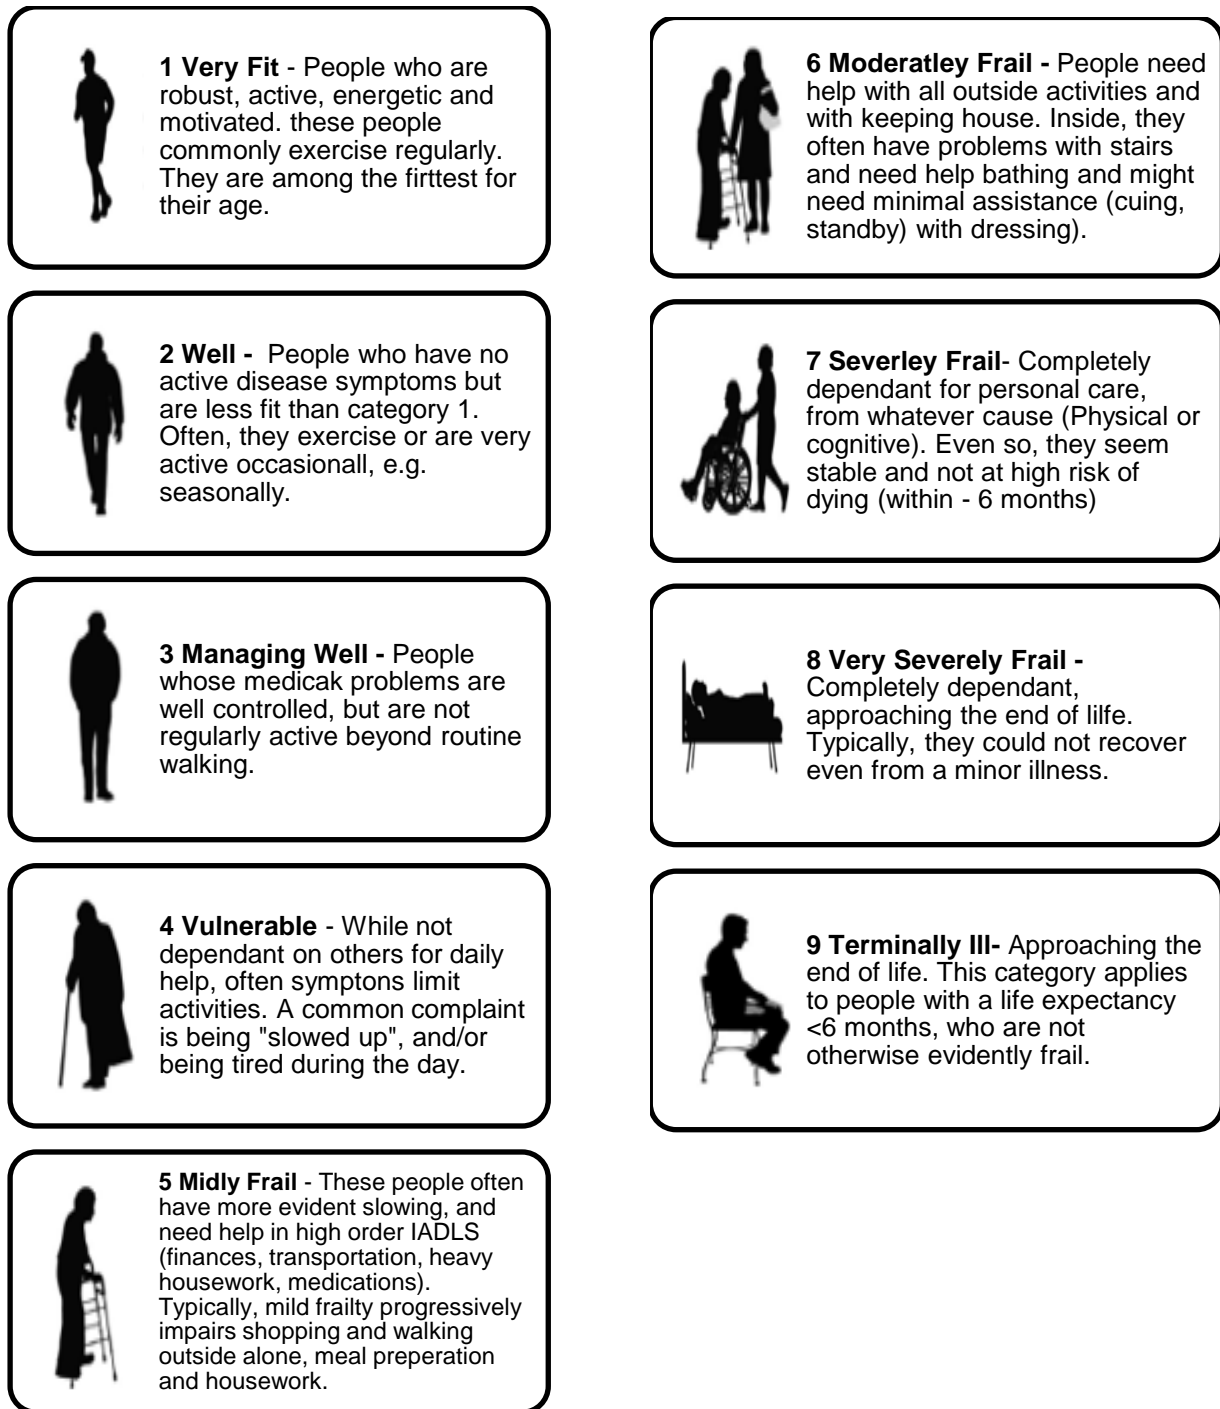 1 Very Fit - People who are
robust, active, energetic and
motivated. these people
commonly exercise regularly.
They are among the firttest for
their age.
2 Well -  People who have no
active disease symptoms but
are less fit than category 1.
Often, they exercise or are very
active occasionall, e.g.
seasonally.
3 Managing Well - People
whose medicak problems are
well controlled, but are not
regularly active beyond routine
walking.
4 Vulnerable - While not
dependant on others for daily
help, often symptons limit
activities. A common complaint
is being "slowed up", and/or
being tired during the day.
5 Midly Frail - These people often
have more evident slowing, and
need help in high order IADLS
(finances, transportation, heavy
housework, medications).
Typically, mild frailty progressively
impairs shopping and walking
outside alone, meal preperation
and housework.
6 Moderatley Frail - People need
help with all outside activities and
with keeping house. Inside, they
often have problems with stairs
and need help bathing and might
need minimal assistance (cuing,
standby) with dressing).
7 Severley Frail- Completely
dependant for personal care,
from whatever cause (Physical or
cognitive). Even so, they seem
stable and not at high risk of
dying (within - 6 months)
8 Very Severely Frail -
Completely dependant,
approaching the end of lilfe.
Typically, they could not recover
even from a minor illness.
9 Terminally Ill- Approaching the
end of life. This category applies
to people with a life expectancy
<6 months, who are not
otherwise evidently frail.